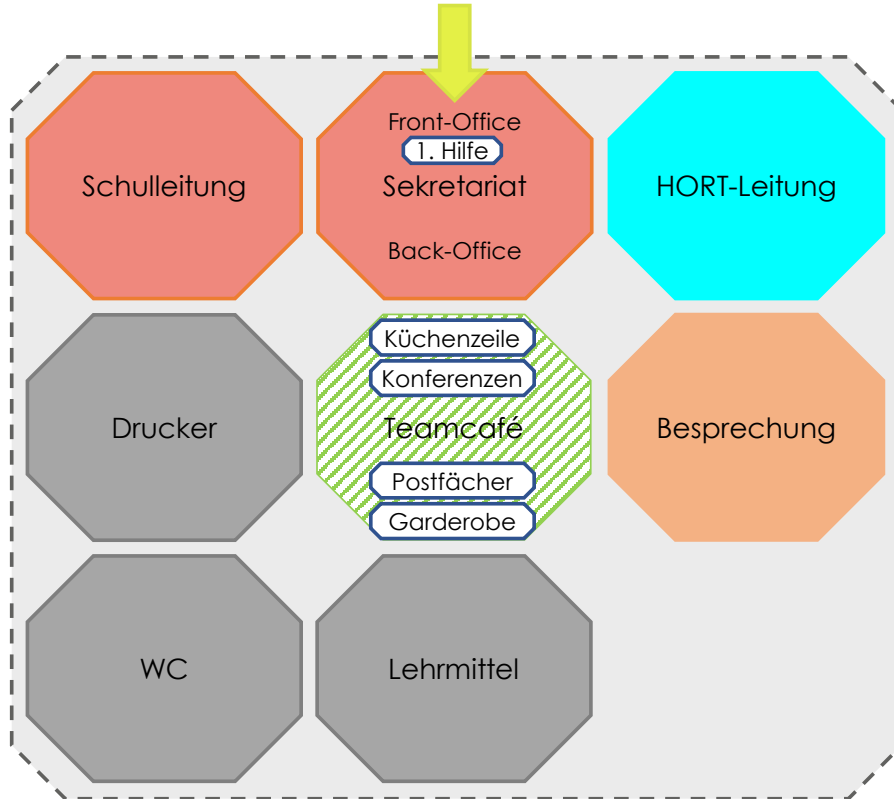 Front-Office
1. Hilfe
Schulleitung
Sekretariat
HORT-Leitung
Back-Office
Küchenzeile
Konferenzen
Drucker
Teamcafé
Besprechung
Postfächer
Garderobe
WC
Lehrmittel